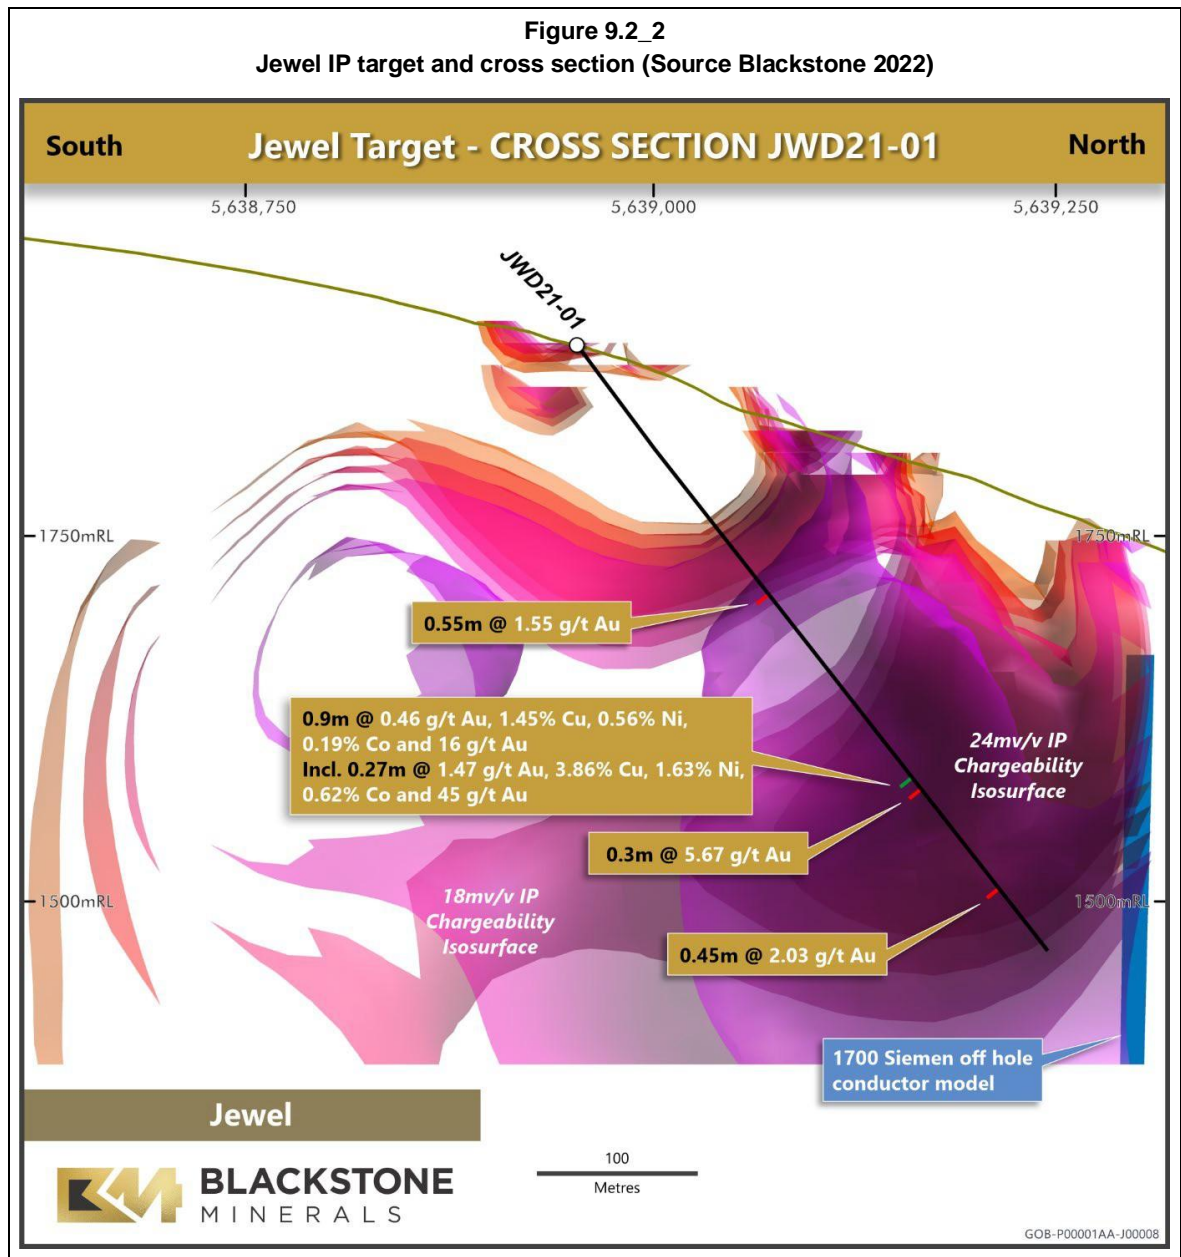 Figure 9.2_2
Jewel IP target and cross section (Source Blackstone 2022)
South
Jewel Target - CROSS SECTION JWD21-01
North
5,638,750
5,639,000
5,639,250
JWD21-01
1750mRL
1750mRL
0.55m @ 1.55 g/t Au
0.9m @ 0.46 g/t Au, 1.45% Cu, 0.56% Ni,
0.19% Co and 16 g/t Au
Incl. 0.27m @ 1.47 g/t Au, 3.86% Cu, 1.63% Ni,
0.62% Co and 45 g/t Au
24mv/v IP
Chargeability
Isosurface
0.3m @ 5.67 g/t Au
1500mRL
18mv/v IP
Chargeability
Isosurface
1500mRL
0.45m @ 2.03 g/t Au
1700 Siemen off hole
conductor model
Jewel
BLACKSTONE
MINERALS
100
Metres
GOB-P00001AA-J00008